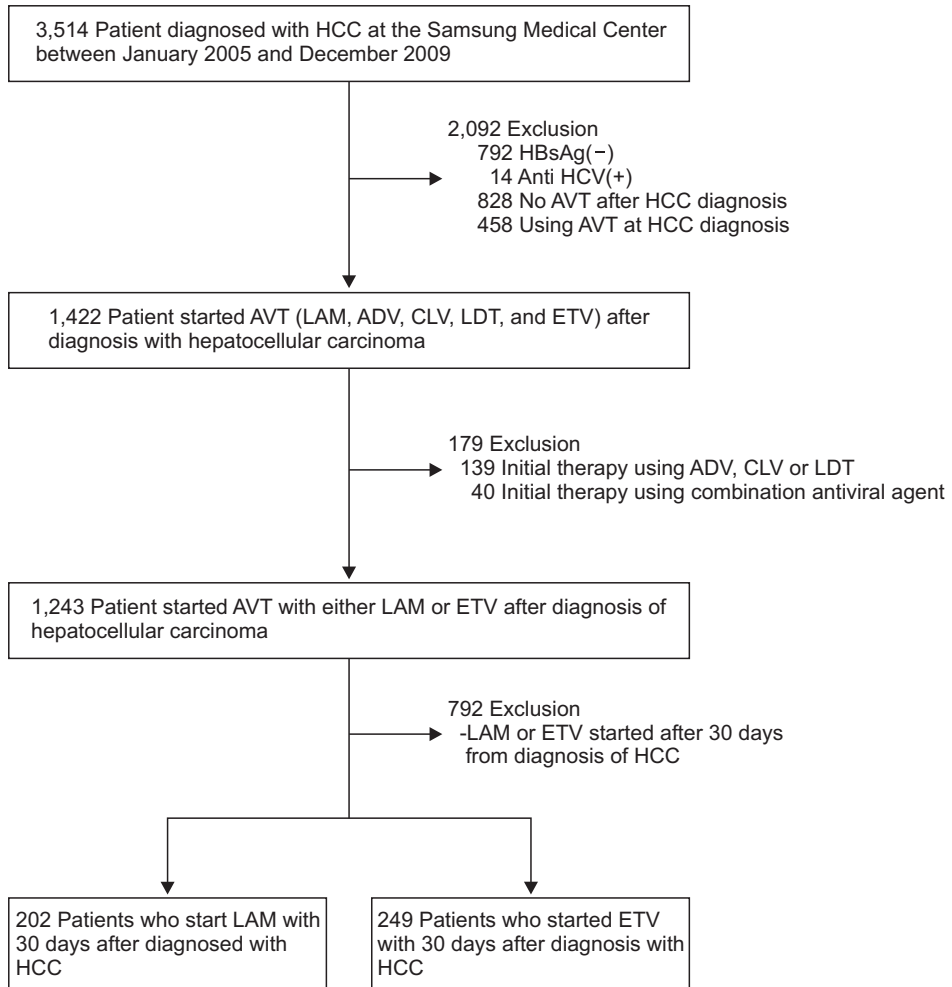 3,514 Patient diagnosed with HCC at the Samsung Medical Center
between January 2005 and December 2009
2,092 Exclusion
792 HBsAg(−)
14 Anti HCV(+)
828 No AVT after HCC diagnosis
458 Using AVT at HCC diagnosis
1,422 Patient started AVT (LAM, ADV, CLV, LDT, and ETV) after
diagnosis with hepatocellular carcinoma
179 Exclusion
139 Initial therapy using ADV, CLV or LDT
40 Initial therapy using combination antiviral agent
1,243 Patient started AVT with either LAM or ETV after diagnosis of
hepatocellular carcinoma
792 Exclusion
-LAM or ETV started after 30 days
from diagnosis of HCC
202 Patients who start LAM with
30 days after diagnosed with
HCC
249 Patients who started ETV
with 30 days after diagnosis with
HCC